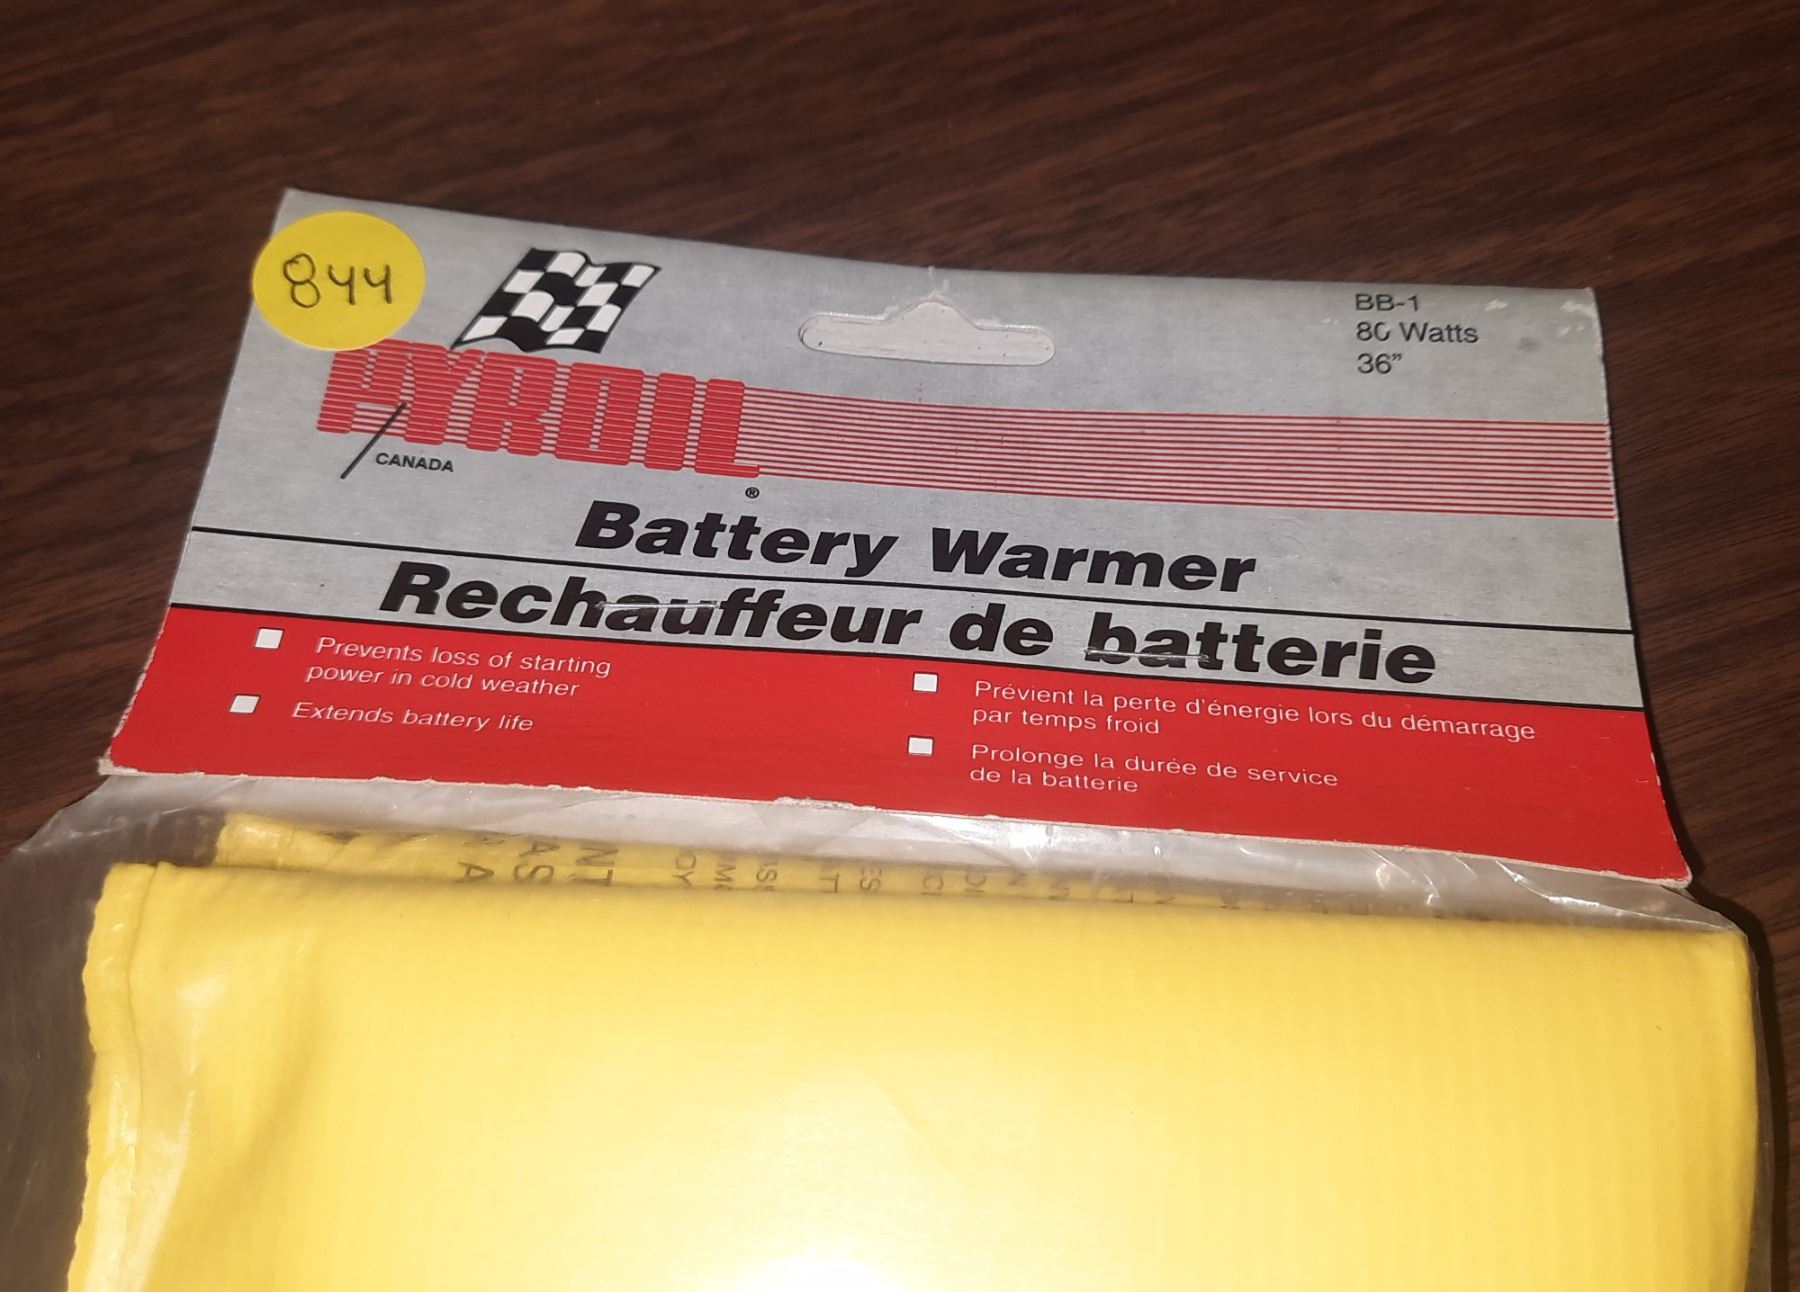 844
BB-1
80 Watts
36"
PYROIL
CANADA
®
Battery Warmer
Rechauffeur de batterie
Prevents loss of starting
power in cold weather
Extends battery life
Prévient la perte d'énergie lors du démarrage
par temps froid
Prolonge la durée de service
de la batterie